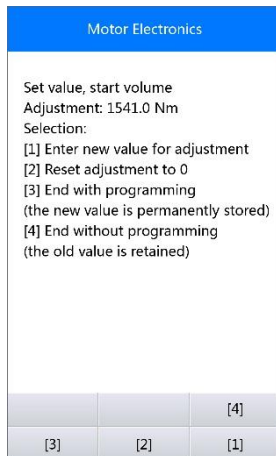 Motor Electronics
Set value, start volume
Adjustment: 1541.0 Nm
Selection:
[1] Enter new value for adjustment
[2] Reset adjustment to 0
[3] End with programming
(the new value is permanently stored)
[4] End without programming
(the old value is retained)
[4]
[3] [2] [1]